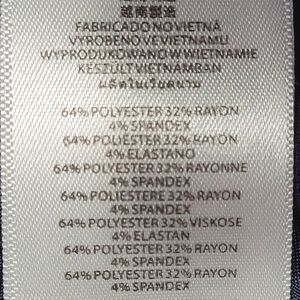 越南製造
FABRICADO NO VIETNÃ
VYROBENO VE VIETNAMU
WYPRODUKOWANO W WIETNAMIE
KÉSZÜLT VIETNÁMBAN
ผลิตในเวียดนาม
64% POLYESTER 32% RAYON
4% SPANDEX
64% POLIÉSTER 32% RAYON
4% ELASTANO
64% POLYESTER 32% RAYONNE
4% SPANDEX
64% POLIESTERE 32% RAYON
4% SPANDEX
64% POLYESTER 32% VISKOSE
4% ELASTAN
64% POLYESTER 32% RAYON
4% SPANDEX
64% POLYESTER 32% RAYON
4% SPANDEX